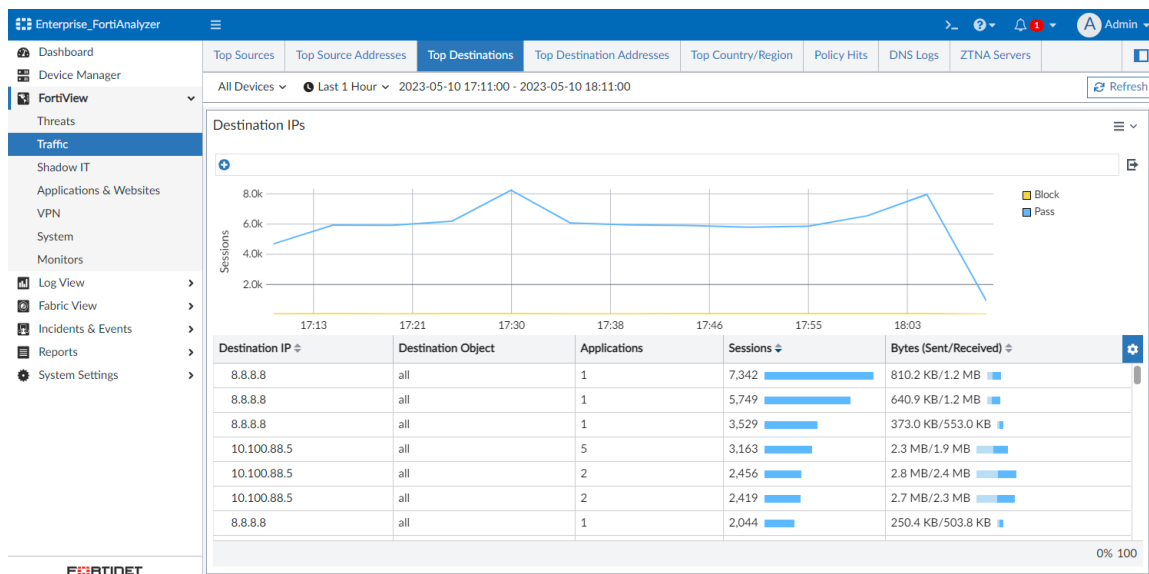 Enterprise_FortiAnalyzer
>_ ? 1 A Admin
Dashboard
Device Manager
FortiView
Threats
Traffic
Shadow IT
Applications & Websites
VPN
System
Monitors
Log View
Fabric View
Incidents & Events
Reports
System Settings
FORTINET
Top Sources Top Source Addresses Top Destinations Top Destination Addresses Top Country/Region Policy Hits DNS Logs ZTNA Servers
All Devices Last 1 Hour 2023-05-10 17:11:00 - 2023-05-10 18:11:00 Refresh
Destination IPs
8.0k
6.0k
4.0k
2.0k
Sessions
Block
Pass
17:13 17:21 17:30 17:38 17:46 17:55 18:03
Destination IP Destination Object Applications Sessions Bytes (Sent/Received)
8.8.8.8 all 1 7,342 810.2 KB/1.2 MB
8.8.8.8 all 1 5,749 640.9 KB/1.2 MB
8.8.8.8 all 1 3,529 373.0 KB/553.0 KB
10.100.88.5 all 5 3,163 2.3 MB/1.9 MB
10.100.88.5 all 2 2,456 2.8 MB/2.4 MB
10.100.88.5 all 2 2,419 2.7 MB/2.3 MB
8.8.8.8 all 1 2,044 250.4 KB/503.8 KB
0% 100